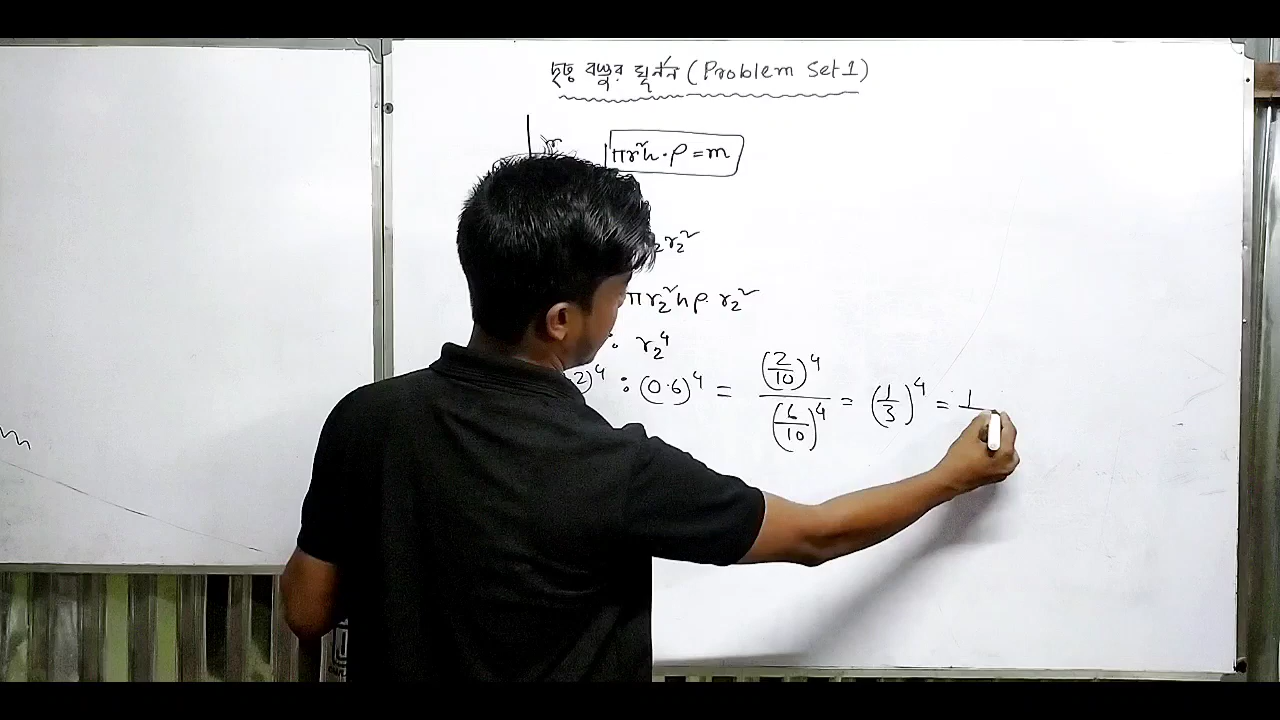 দৃঢ় বস্তুর ঘূর্ণন (Problem Set 1)
r πr²h · ρ = m
₂r₂²
πr₂²hρ r₂²
: r₂⁴
2)⁴ : (0.6)⁴ = (2/10)⁴/(6/10)⁴ = (1/3)⁴ = 1/